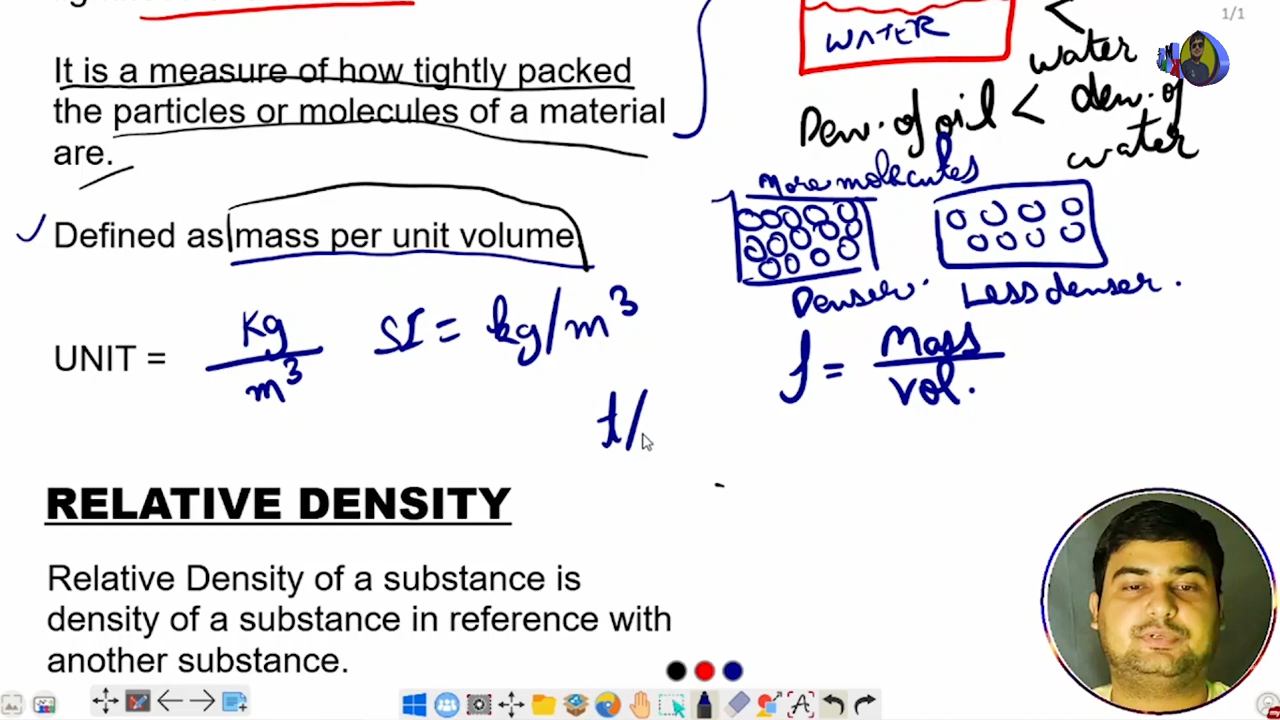 It is a measure of how tightly packed
the particles or molecules of a material
are.
Defined as mass per unit volume.
UNIT = Kg/m³ SI = kg/m³
t/
RELATIVE DENSITY
Relative Density of a substance is
density of a substance in reference with
another substance.
1/1
WATER
<
water
Den. of oil < den. of
water
More molecules
Denser. Less denser.
ρ = Mass/Vol.